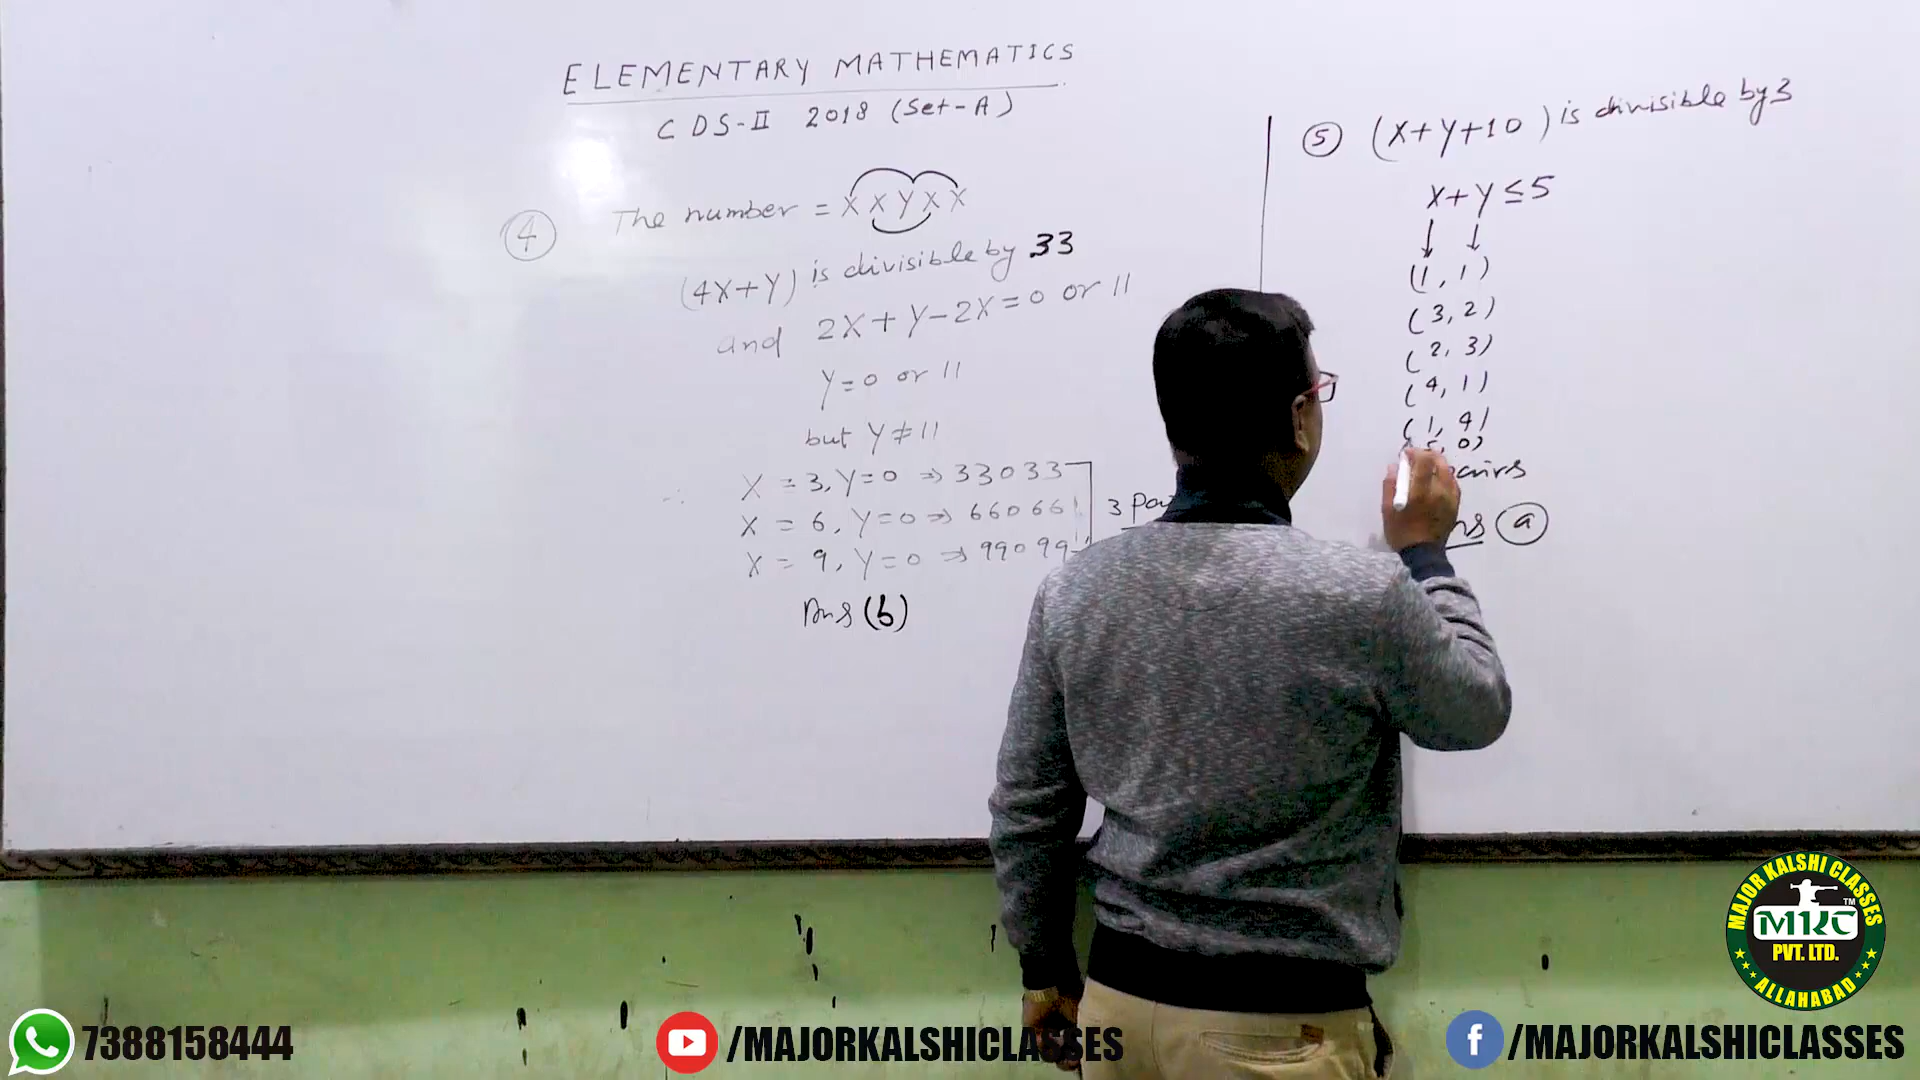 ELEMENTARY MATHEMATICS
CDS-II 2018 (Set-A)
4 The number = XXYXX
(4X+Y) is divisible by 33
and 2X+Y-2X=0 or 11
Y=0 or 11
but Y≠11
∴ X = 3, Y=0 ⇒ 33033
X = 6, Y=0 ⇒ 66066
X = 9, Y=0 ⇒ 99099
3
Ans (b)
5 (X+Y+10) is divisible by 3
X+Y≤5
(1, 1)
(3, 2)
(2, 3)
(4, 1)
(1, 4)
0)
pairs
a
MAJOR KALSHI CLASSES
MKC TM
PVT. LTD.
ALLAHABAD
7388158444
/MAJORKALSHICLASSES
/MAJORKALSHICLASSES